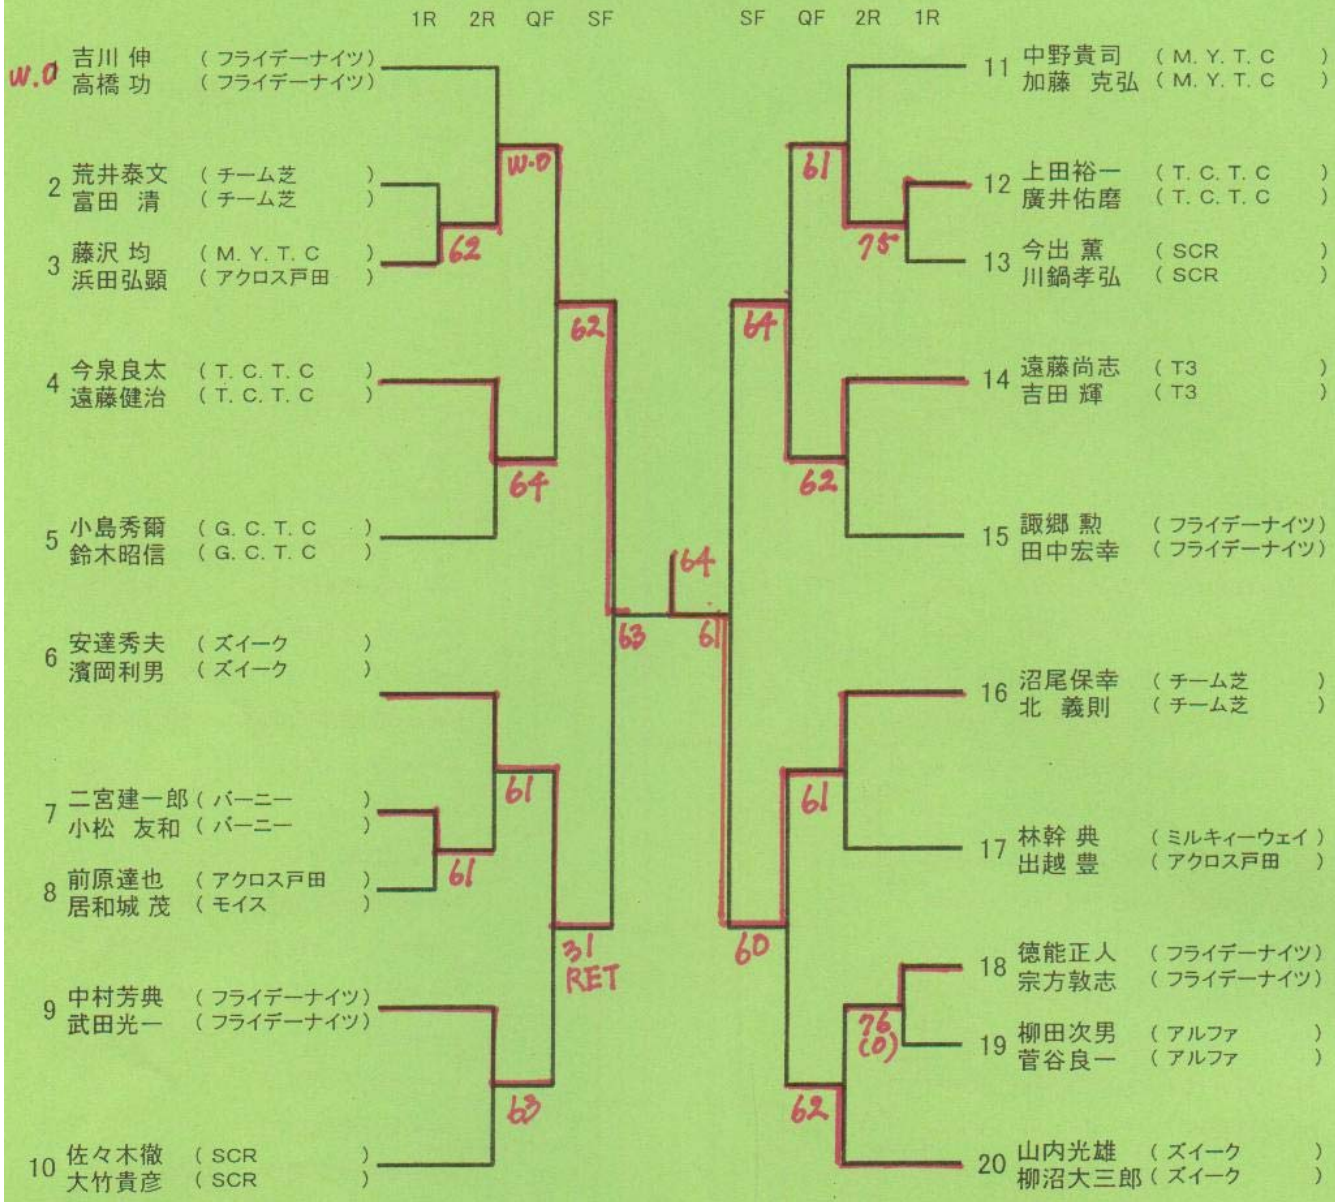 1R 2R QF SF
SF QF 2R 1R
W.O 吉川 伸 ( フライデーナイツ)
高橋 功 ( フライデーナイツ)
W.O
2 荒井泰文 ( チーム芝 )
富田 清 ( チーム芝 )
62
3 藤沢 均 ( M. Y. T. C )
浜田弘顕 ( アクロス戸田 )
62
4 今泉良太 ( T. C. T. C )
遠藤健治 ( T. C. T. C )
64
5 小島秀爾 ( G. C. T. C )
鈴木昭信 ( G. C. T. C )
63
6 安達秀夫 ( ズイーク )
濱岡利男 ( ズイーク )
61
7 二宮建一郎 ( バーニー )
小松 友和 ( バーニー )
61
8 前原達也 ( アクロス戸田 )
居和城 茂 ( モイス )
31
RET
9 中村芳典 ( フライデーナイツ)
武田光一 ( フライデーナイツ)
63
10 佐々木徹 ( SCR )
大竹貴彦 ( SCR )
64
61
11 中野貴司 ( M. Y. T. C )
加藤 克弘 ( M. Y. T. C )
61
12 上田裕一 ( T. C. T. C )
廣井佑磨 ( T. C. T. C )
75
13 今出 薫 ( SCR )
川鍋孝弘 ( SCR )
64
14 遠藤尚志 ( T3 )
吉田 輝 ( T3 )
62
15 諏郷 勲 ( フライデーナイツ)
田中宏幸 ( フライデーナイツ)
16 沼尾保幸 ( チーム芝 )
北 義則 ( チーム芝 )
61
17 林幹 典 ( ミルキィーウェイ )
出越 豊 ( アクロス戸田 )
60
18 徳能正人 ( フライデーナイツ)
宗方敦志 ( フライデーナイツ)
76
(0)
19 柳田次男 ( アルファ )
菅谷良一 ( アルファ )
62
20 山内光雄 ( ズイーク )
柳沼大三郎 ( ズイーク )